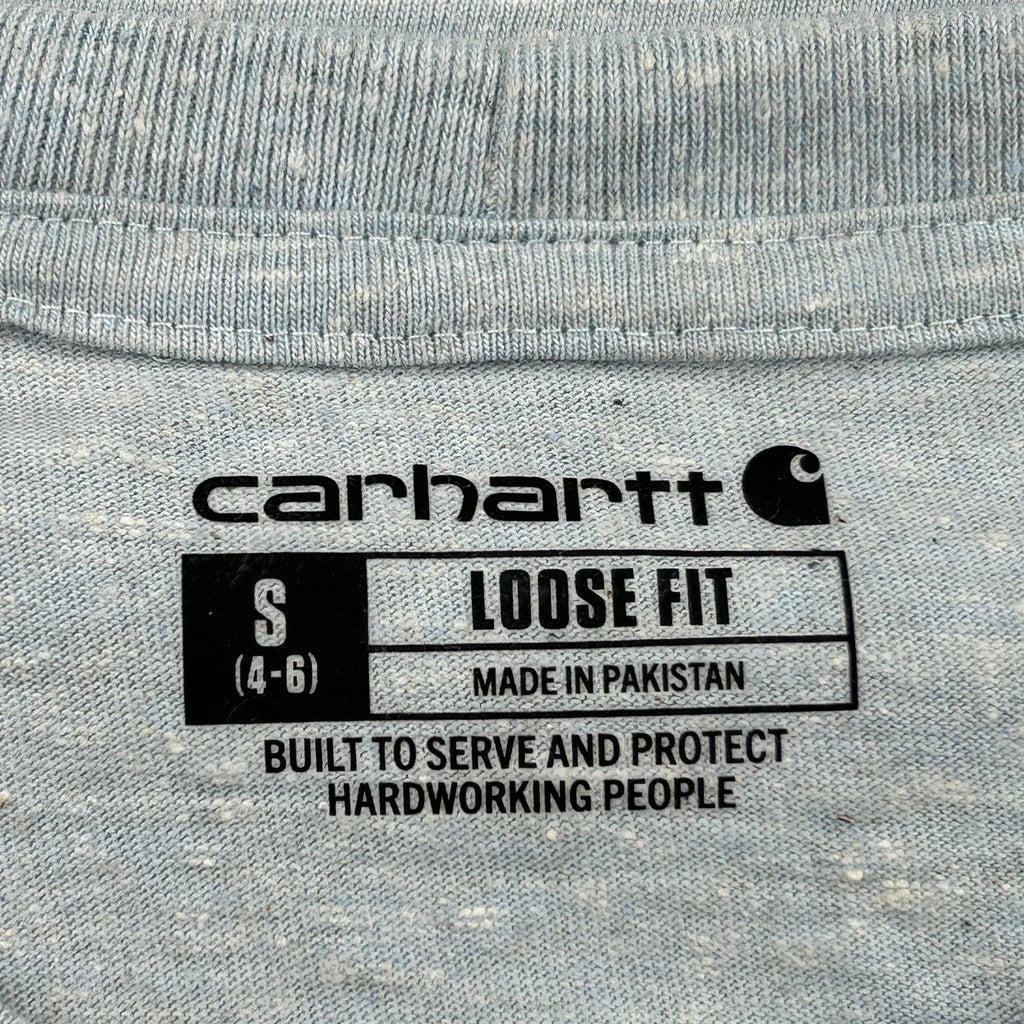 carhartt
S
(4-6)
LOOSE FIT
MADE IN PAKISTAN
BUILT TO SERVE AND PROTECT
HARDWORKING PEOPLE